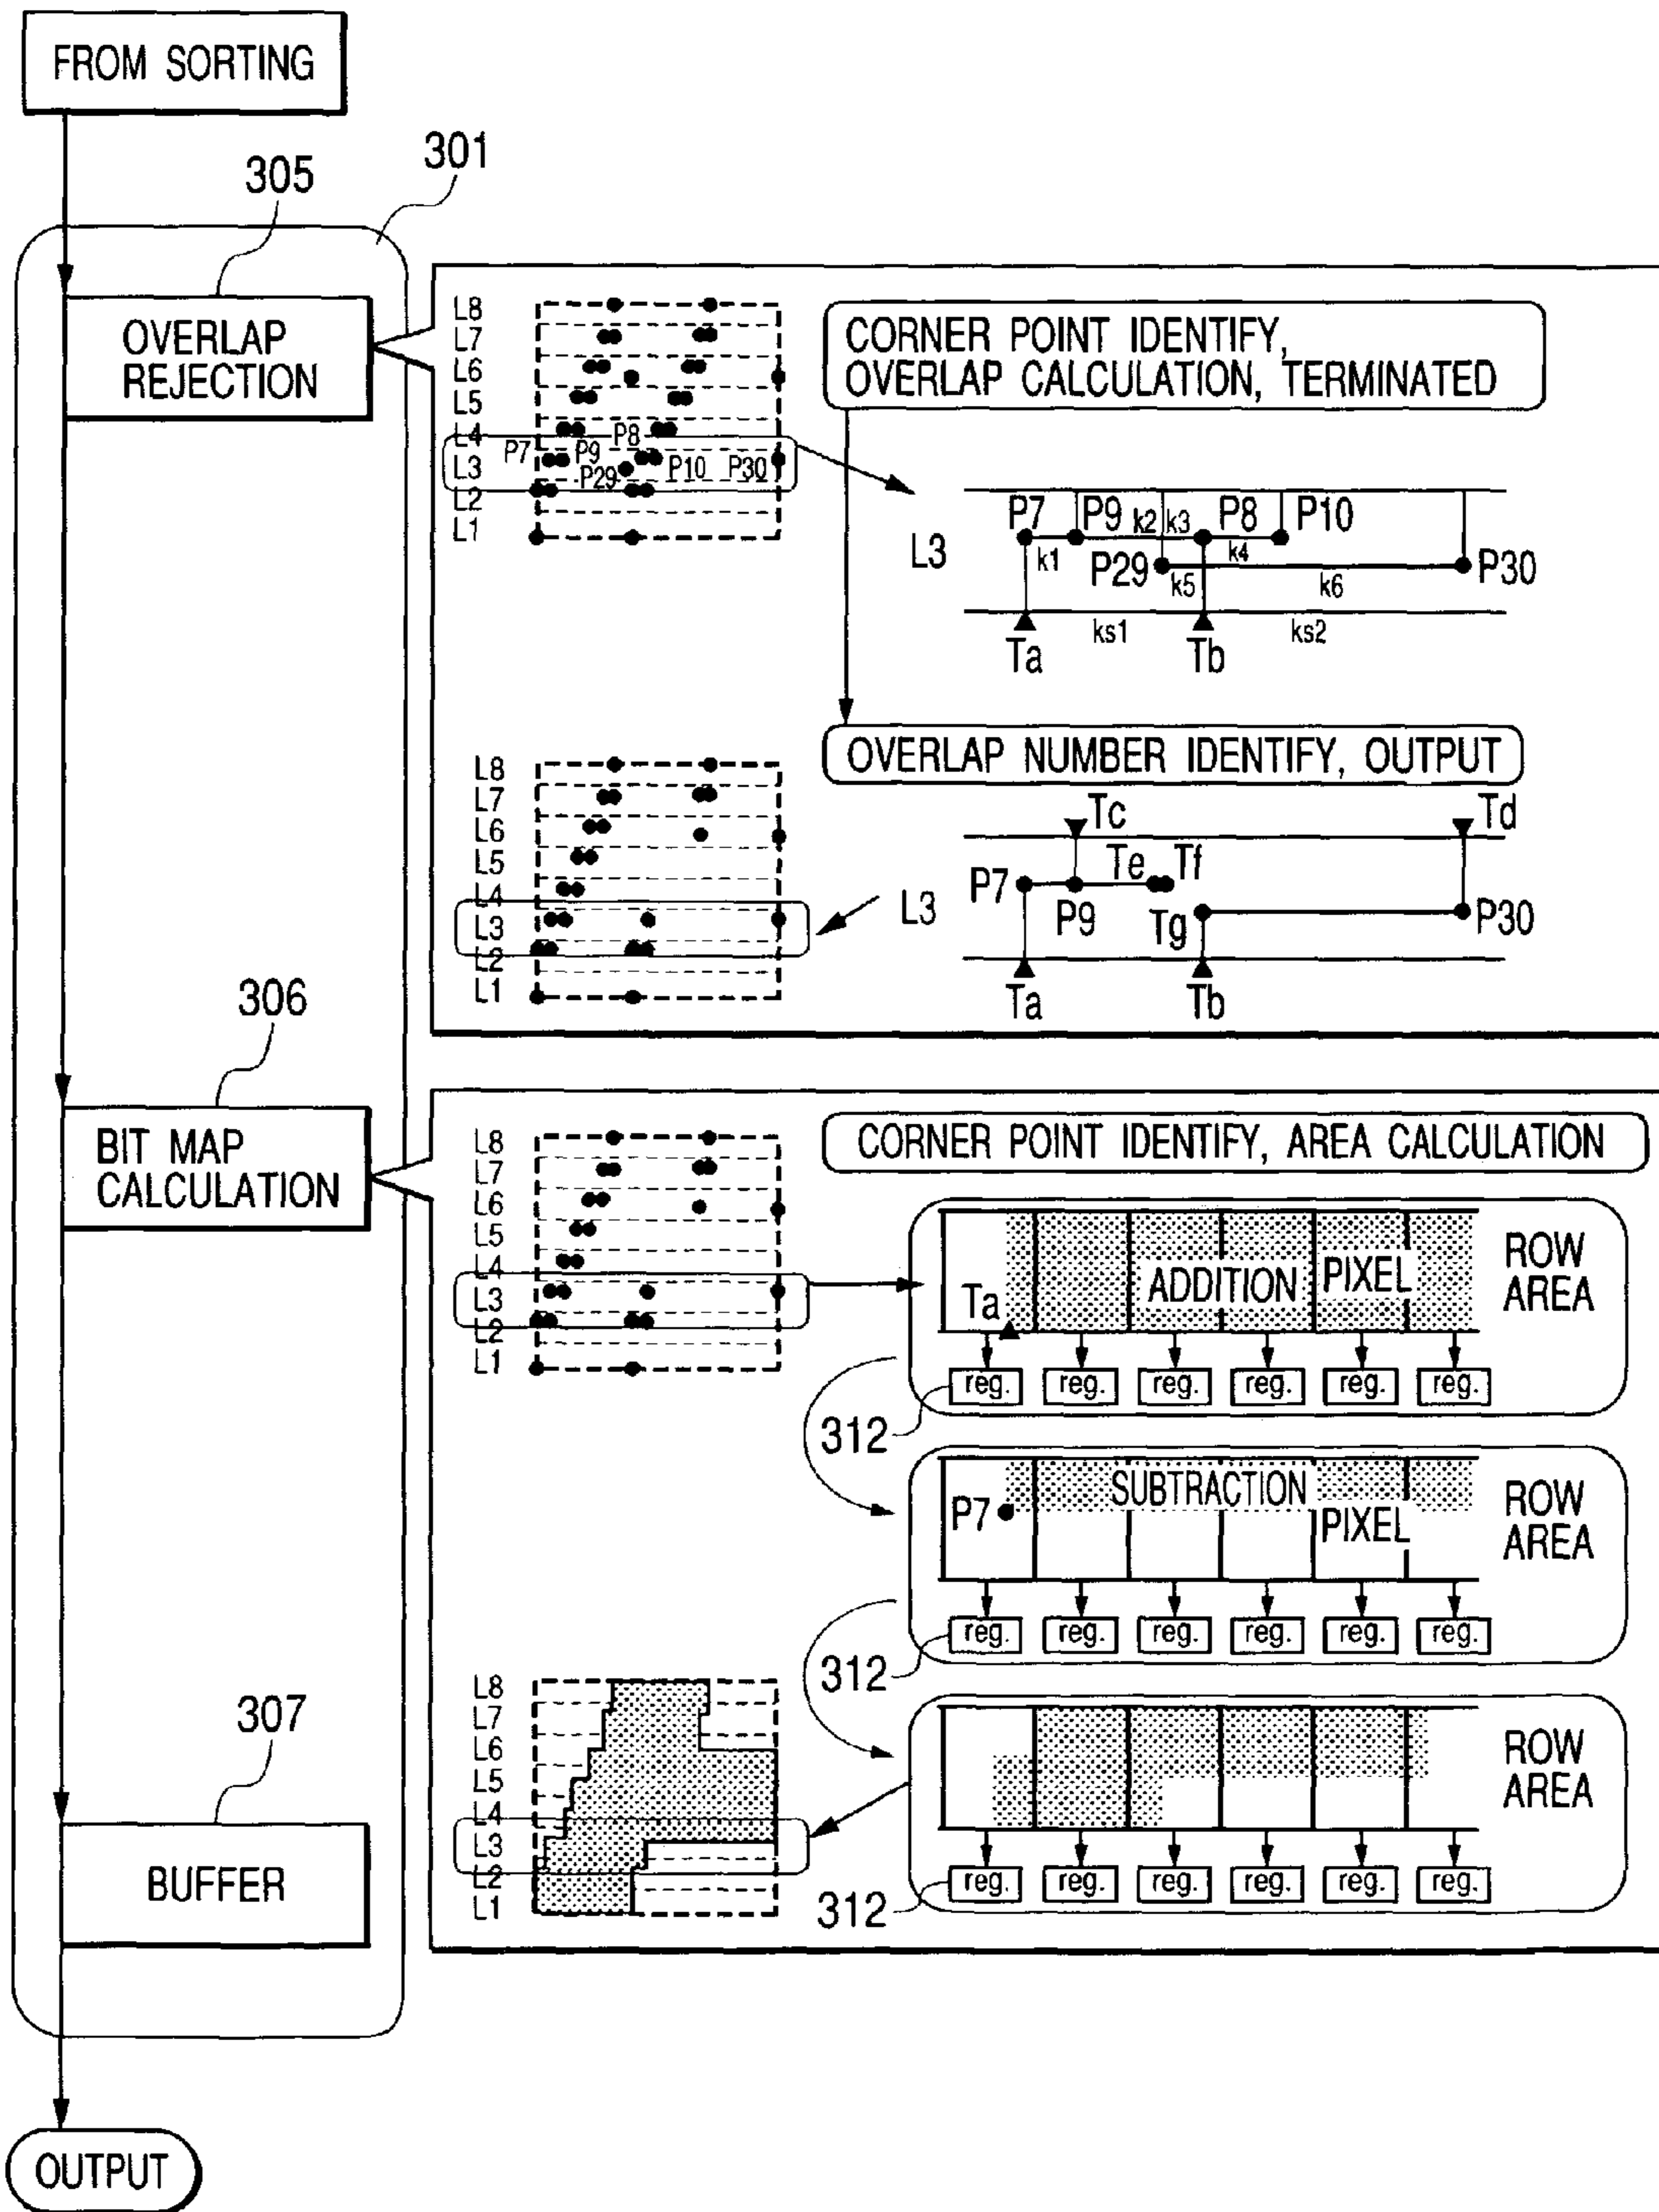 FROM SORTING
301
305
OVERLAP
REJECTION
L8
L7
L6
L5
L4
L3
L2
L1
P7
P9
P8
P29
P10
P30
CORNER POINT IDENTIFY,
OVERLAP CALCULATION, TERMINATED
L3
P7
P9
k2
k3
P8
P10
k1
k4
P29
k5
k6
P30
ks1
ks2
Ta
Tb
OVERLAP NUMBER IDENTIFY, OUTPUT
L8
L7
L6
L5
L4
L3
L2
L1
Tc
Td
Te
Tf
P7
L3
P9
Tg
P30
Ta
Tb
306
BIT MAP
CALCULATION
L8
L7
L6
L5
L4
L3
L2
L1
CORNER POINT IDENTIFY, AREA CALCULATION
Ta
ADDITION
PIXEL
ROW
AREA
reg. reg. reg. reg. reg. reg.
312
P7
SUBTRACTION
PIXEL
ROW
AREA
reg. reg. reg. reg. reg. reg.
312
307
BUFFER
L8
L7
L6
L5
L4
L3
L2
L1
ROW
AREA
reg. reg. reg. reg. reg. reg.
312
OUTPUT